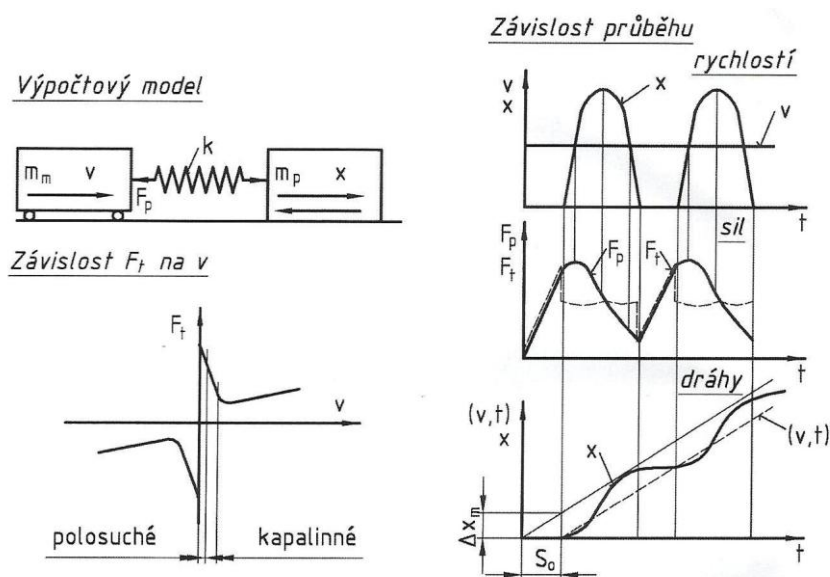 Výpočtový model
k
m_m v
F_p
m_p x
Závislost F_t na v
F_t
v
polosuché kapalinné
Závislost průběhu
rychlostí
v
x
x
v
t
sil
F_p
F_t
F_p
F_t
t
dráhy
(v,t)
x
x
(v,t)
Δx_m
S_o
t